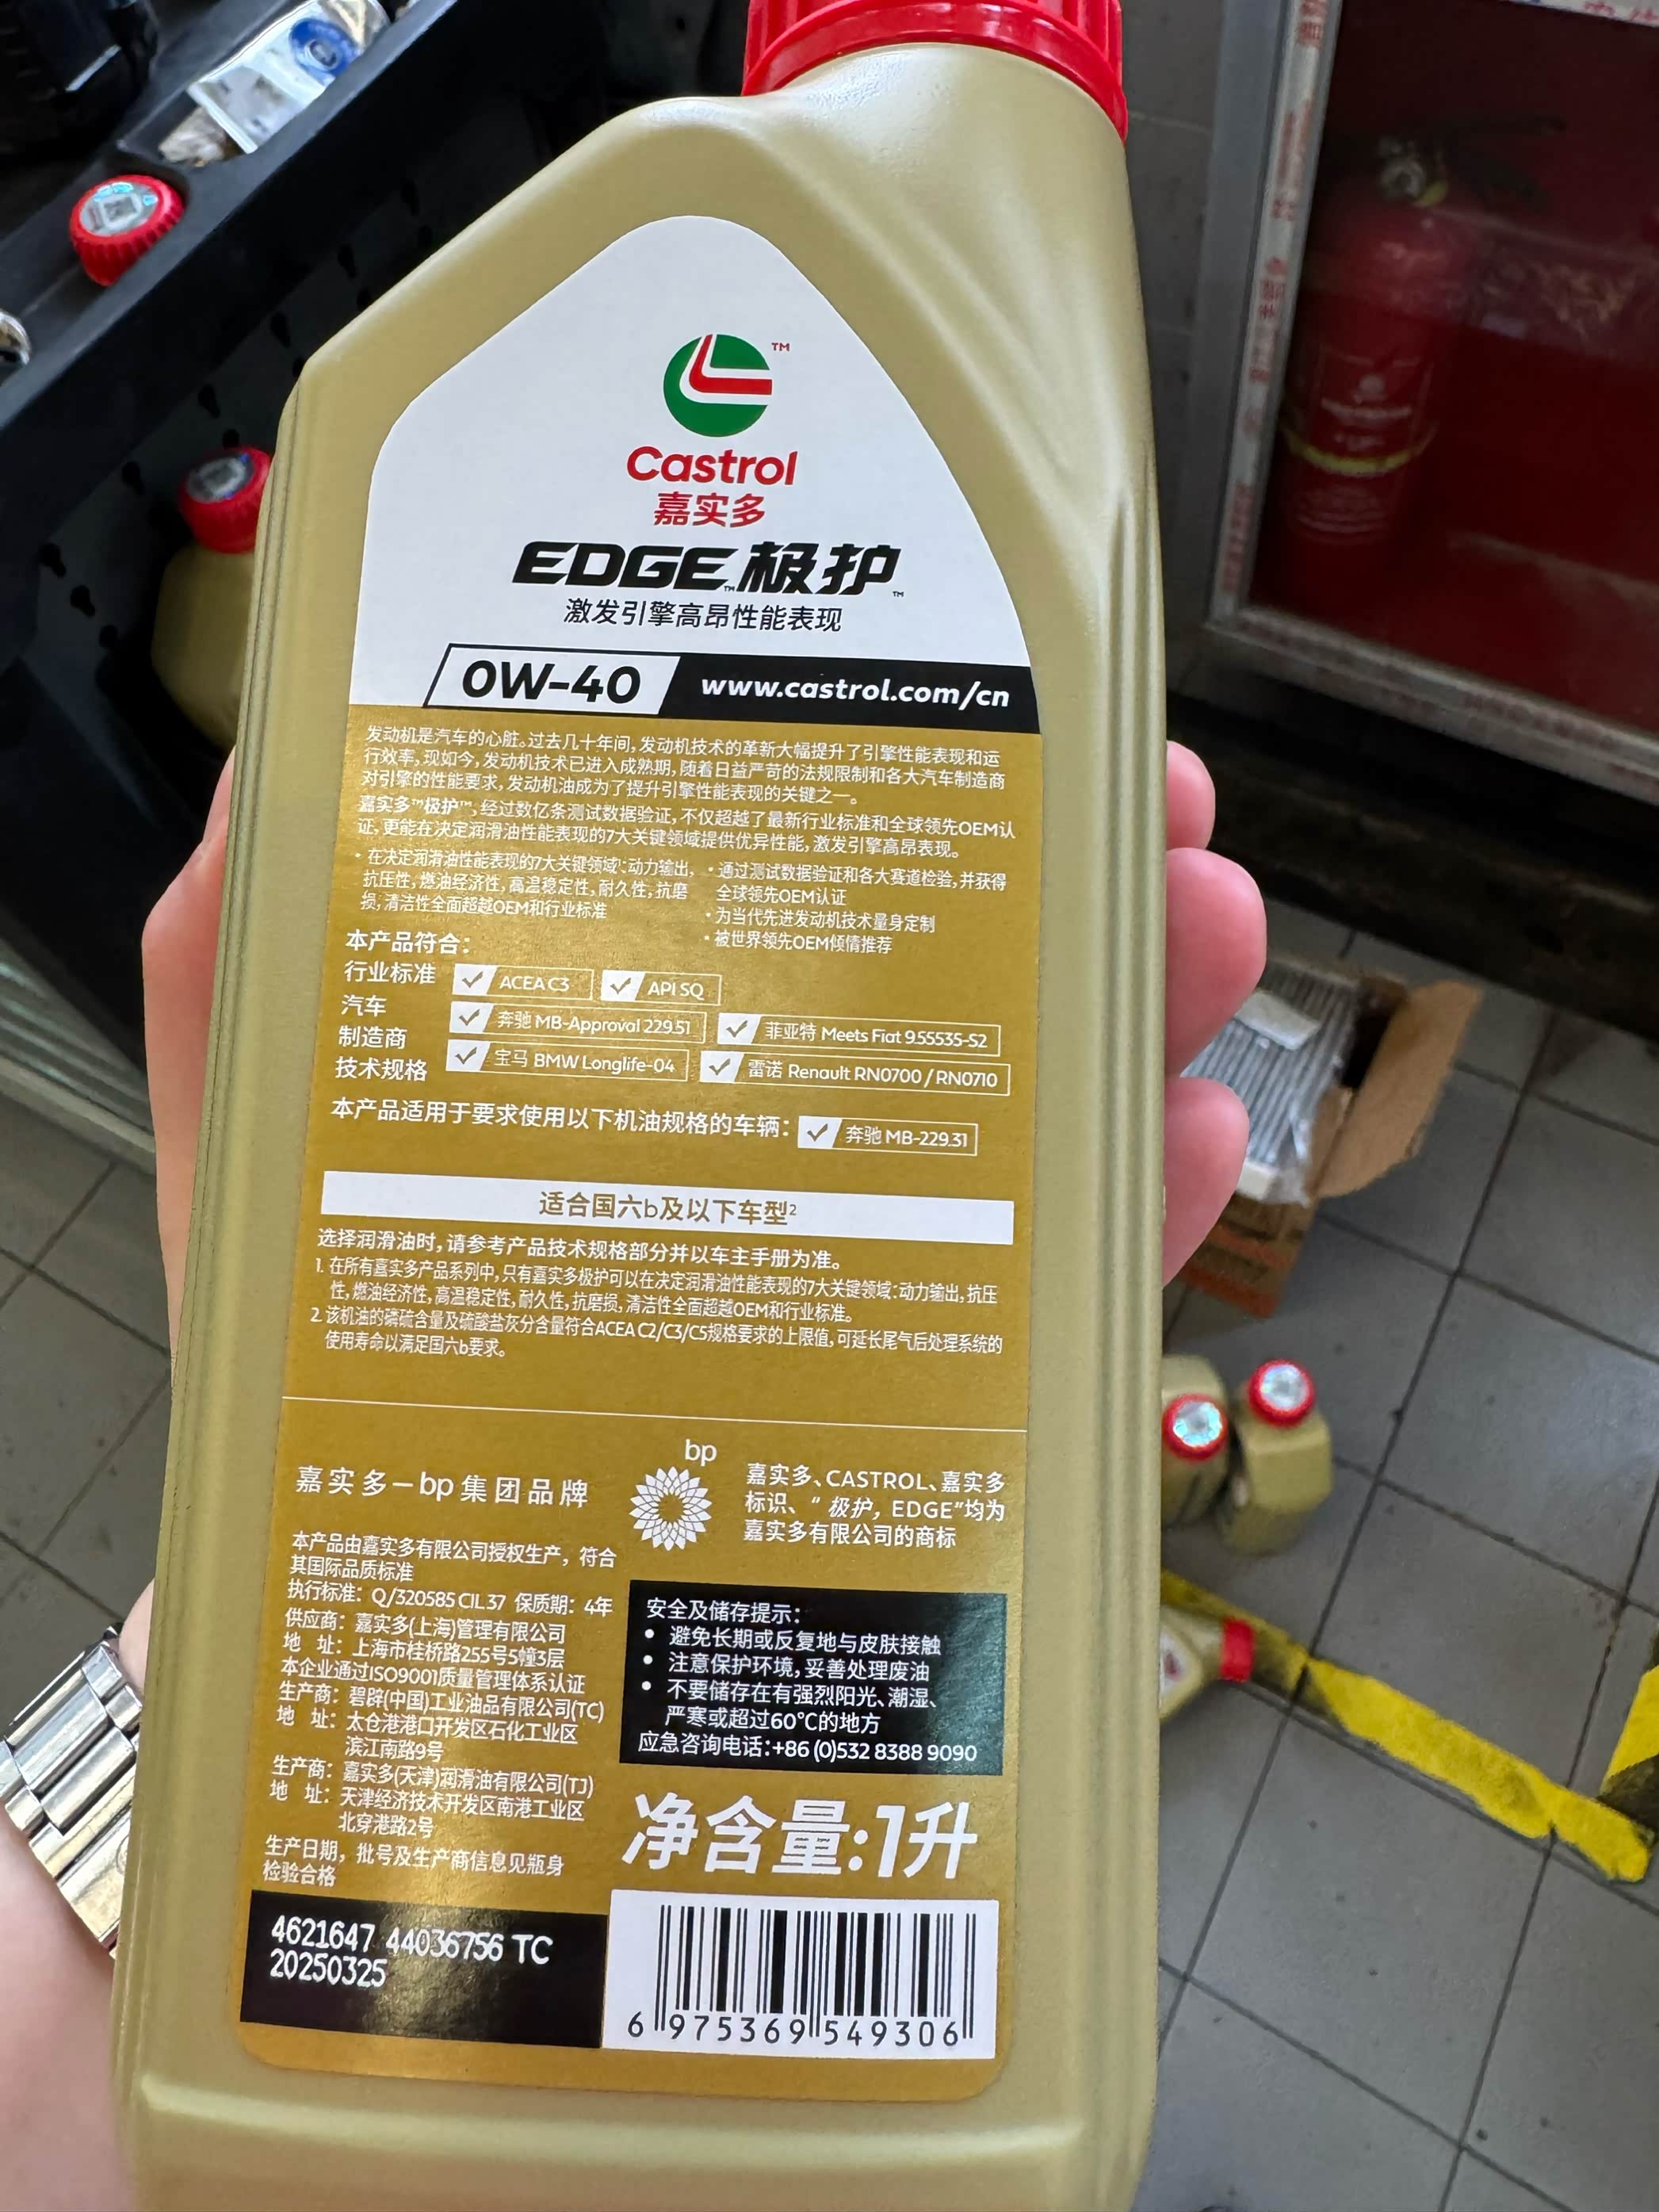 TM
Castrol
嘉实多
EDGE™极护™
激发引擎高昂性能表现
0W-40
www.castrol.com/cn
发动机是汽车的心脏。过去几十年间,发动机技术的革新大幅提升了引擎性能表现和运
行效率,现如今,发动机技术已进入成熟期,随着日益严苛的法规限制和各大汽车制造商
对引擎的性能要求,发动机油成为了提升引擎性能表现的关键之一。
嘉实多™极护™,经过数亿条测试数据验证,不仅超越了最新行业标准和全球领先OEM认
证,更能在决定润滑油性能表现的7大关键领域提供优异性能,激发引擎高昂表现。
· 在决定润滑油性能表现的7大关键领域¹:动力输出,
抗压性,燃油经济性,高温稳定性,耐久性,抗磨
损,清洁性全面超越OEM和行业标准
· 通过测试数据验证和各大赛道检验,并获得
全球领先OEM认证
· 为当代先进发动机技术量身定制
· 被世界领先OEM倾情推荐
本产品符合:
行业标准 ACEA C3 API SQ
汽车
制造商
技术规格
奔驰 MB-Approval 229.51 菲亚特 Meets Fiat 9.55535-S2
宝马 BMW Longlife-04 雷诺 Renault RN0700 / RN0710
本产品适用于要求使用以下机油规格的车辆: 奔驰 MB-229.31
适合国六b及以下车型²
选择润滑油时,请参考产品技术规格部分并以车主手册为准。
1. 在所有嘉实多产品系列中,只有嘉实多极护可以在决定润滑油性能表现的7大关键领域:动力输出,抗压
性,燃油经济性,高温稳定性,耐久性,抗磨损,清洁性全面超越OEM和行业标准。
2. 该机油的磷硫含量及硫酸盐灰分含量符合ACEA C2/C3/C5规格要求的上限值,可延长尾气后处理系统的
使用寿命以满足国六b要求。
嘉实多—bp集团品牌
bp
嘉实多、CASTROL、嘉实多
标识、“极护,EDGE”均为
嘉实多有限公司的商标
本产品由嘉实多有限公司授权生产,符合
其国际品质标准
执行标准: Q/320585 CIL 37 保质期: 4年
供应商: 嘉实多(上海)管理有限公司
地 址: 上海市桂桥路255号5幢3层
本企业通过ISO9001质量管理体系认证
生产商: 碧辟(中国)工业油品有限公司(TC)
地 址: 太仓港港口开发区石化工业区
滨江南路9号
生产商: 嘉实多(天津)润滑油有限公司(TJ)
地 址: 天津经济技术开发区南港工业区
北穿港路2号
生产日期,批号及生产商信息见瓶身
检验合格
安全及储存提示:
• 避免长期或反复地与皮肤接触
• 注意保护环境,妥善处理废油
• 不要储存在有强烈阳光、潮湿、
严寒或超过60℃的地方
应急咨询电话:+86 (0)532 8388 9090
净含量:1升
4621647 44036756 TC
20250325
6 975369 549306